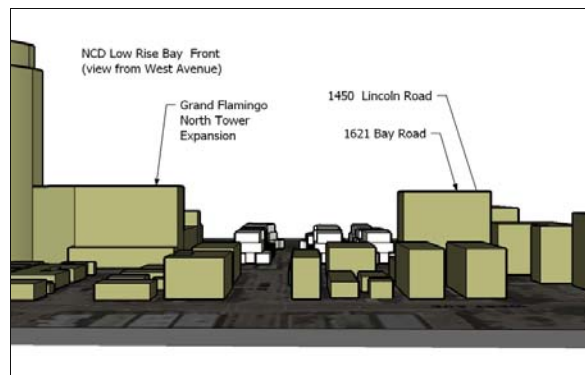 NCD Low Rise Bay Front
(view from West Avenue)
Grand Flamingo
North Tower
Expansion
1450 Lincoln Road
1621 Bay Road